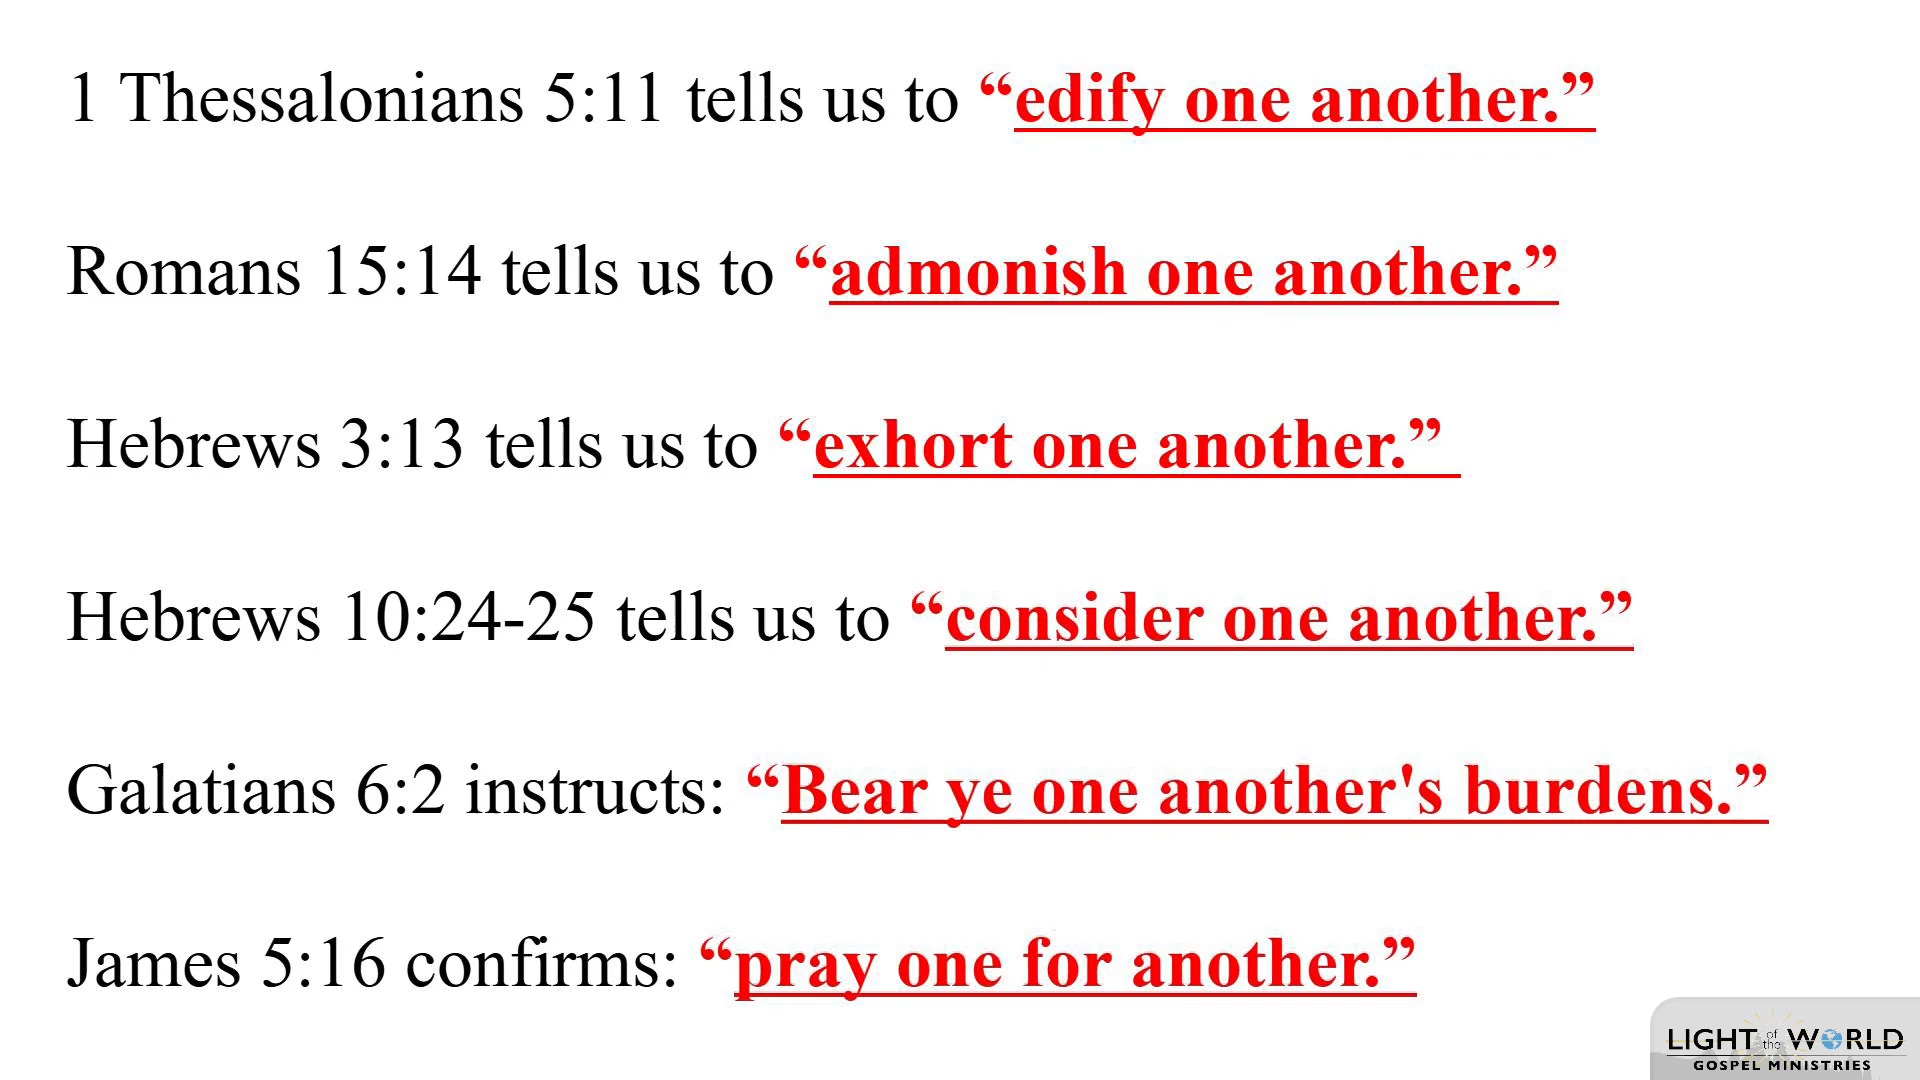 1 Thessalonians 5:11 tells us to “edify one another.”
Romans 15:14 tells us to “admonish one another.”
Hebrews 3:13 tells us to “exhort one another.”
Hebrews 10:24-25 tells us to “consider one another.”
Galatians 6:2 instructs: “Bear ye one another's burdens.”
James 5:16 confirms: “pray one for another.”
LIGHT of the WORLD
GOSPEL MINISTRIES